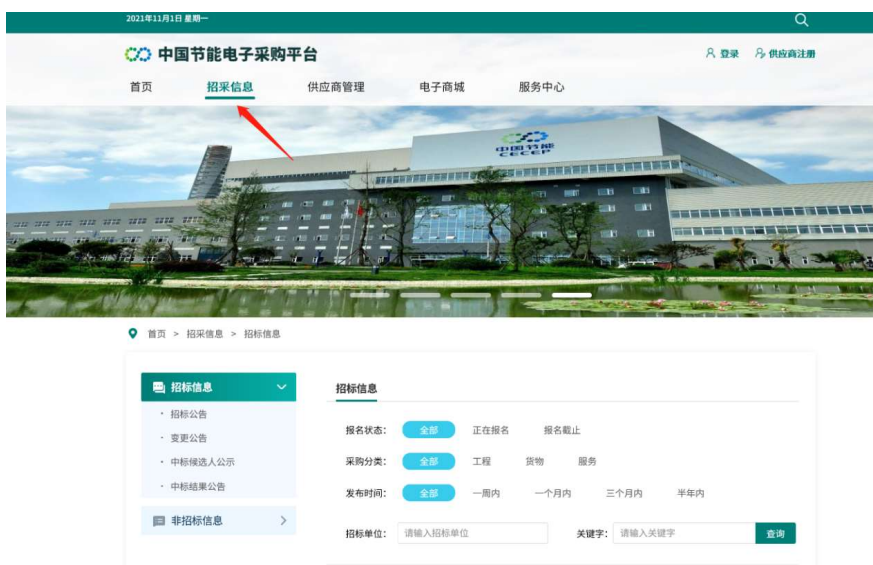 2021年11月1日 星期一
中国节能电子采购平台
登录 供应商注册
首页 招采信息 供应商管理 电子商城 服务中心
中国节能
CECEP
首页 > 招采信息 > 招标信息
招标信息
· 招标公告
· 变更公告
· 中标候选人公示
· 中标结果公告
非招标信息
招标信息
报名状态: 全部 正在报名 报名截止
采购分类: 全部 工程 货物 服务
发布时间: 全部 一周内 一个月内 三个月内 半年内
招标单位: 请输入招标单位 关键字: 请输入关键字 查询